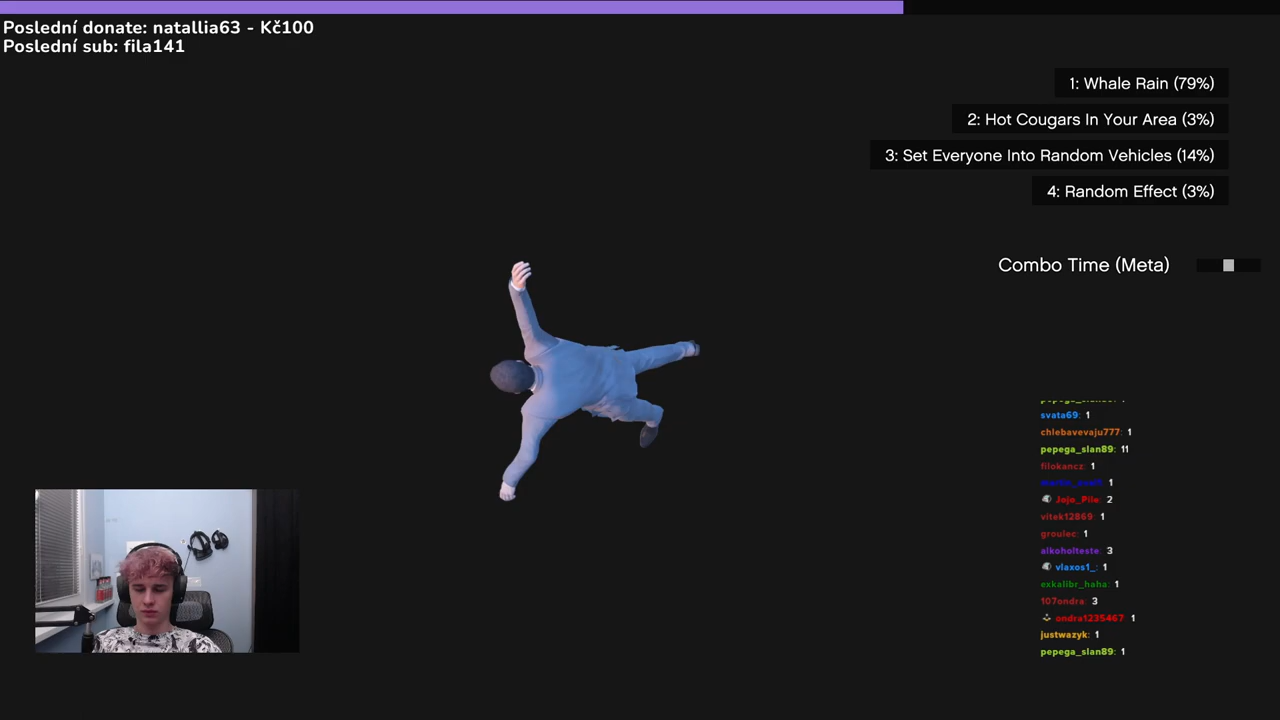 Poslední donate: natallia63 - Kč100
Poslední sub: fila141
1: Whale Rain (79%)
2: Hot Cougars In Your Area (3%)
3: Set Everyone Into Random Vehicles (14%)
4: Random Effect (3%)
Combo Time (Meta)
svata69: 1
chlebavevaju777: 1
pepega_slan89: 11
filokancz: 1
1
Jojo_Pile: 2
vitek12869: 1
groulec: 1
alkoholteste: 3
vlaxos1_: 1
exkalibr_haha: 1
107ondra: 3
ondra1235467: 1
justwazyk: 1
pepega_slan89: 1